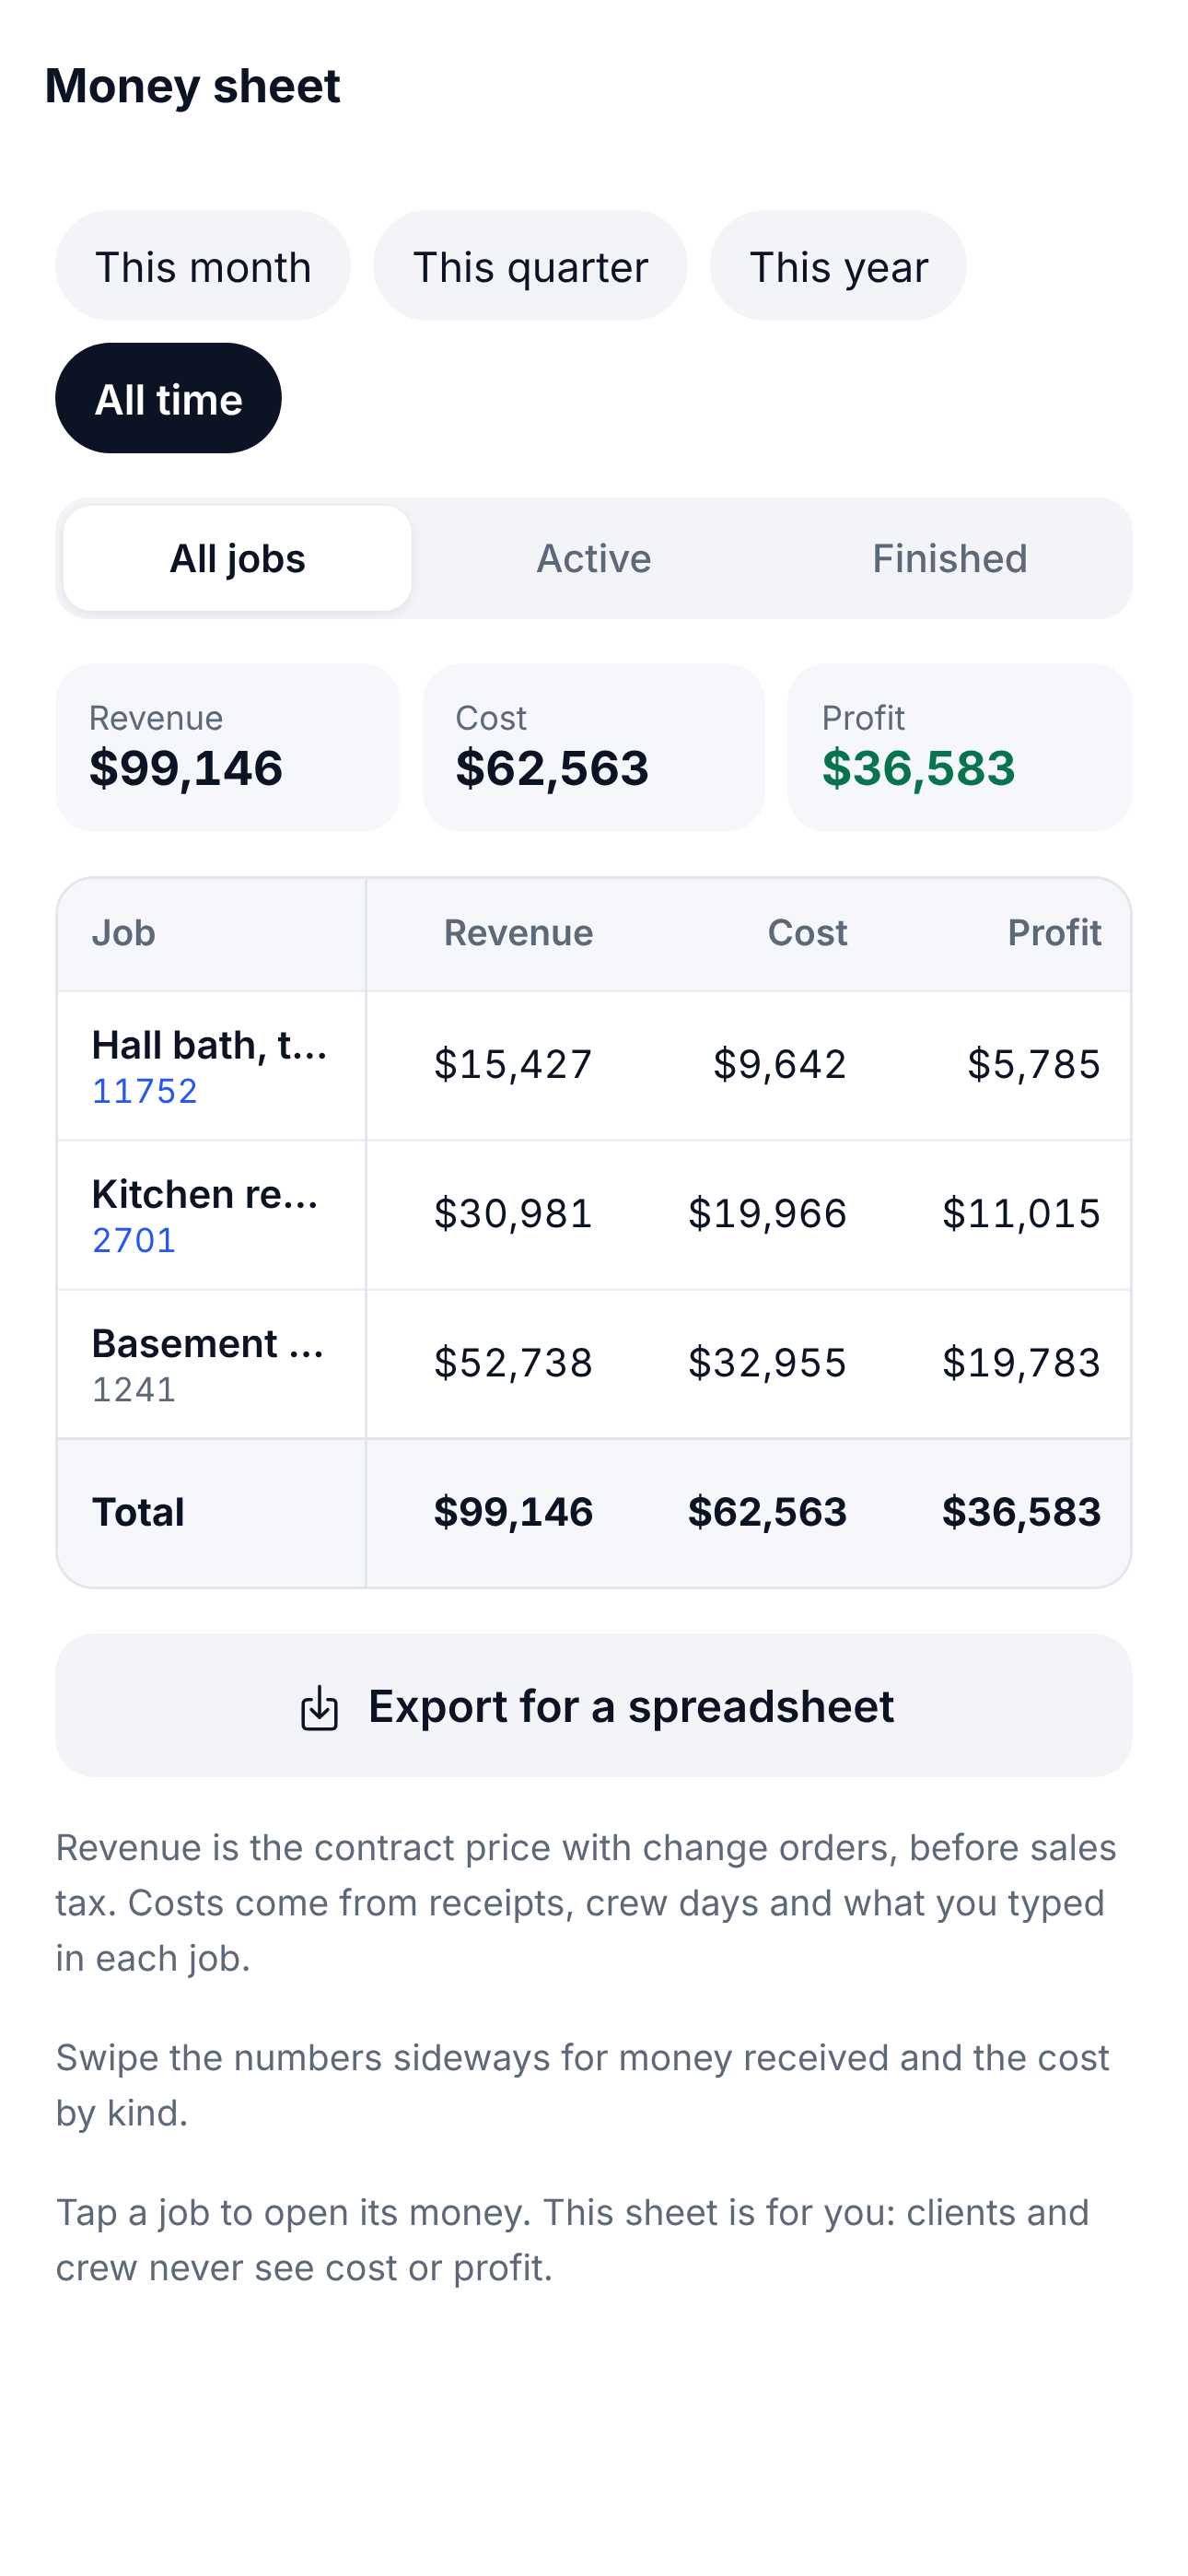 Money sheet
This month This quarter This year
All time
All jobs Active Finished
Revenue Cost Profit
$99,146 $62,563 $36,583
Job Revenue Cost Profit
Hall bath, t... $15,427 $9,642 $5,785
11752
Kitchen re... $30,981 $19,966 $11,015
2701
Basement ... $52,738 $32,955 $19,783
1241
Total $99,146 $62,563 $36,583
Export for a spreadsheet
Revenue is the contract price with change orders, before sales
tax. Costs come from receipts, crew days and what you typed
in each job.
Swipe the numbers sideways for money received and the cost
by kind.
Tap a job to open its money. This sheet is for you: clients and
crew never see cost or profit.